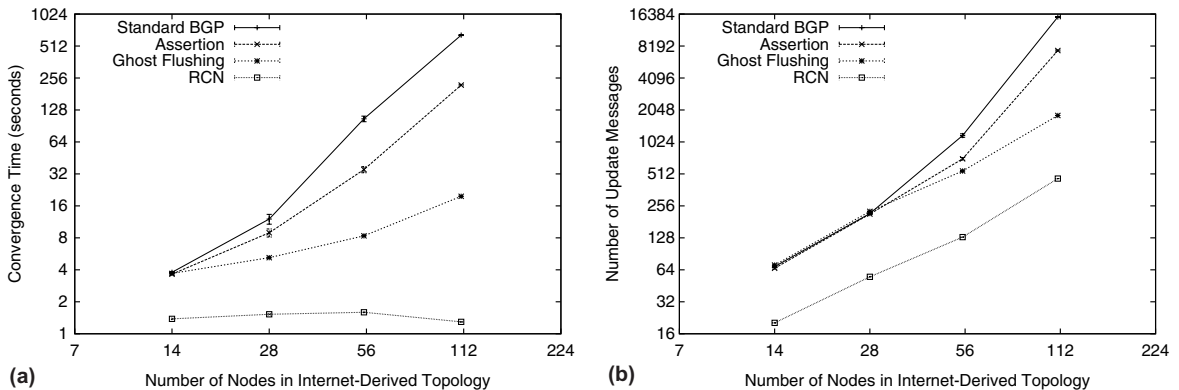 1024
512
256
128
64
32
16
8
4
2
1
Convergence Time (seconds)
Standard BGP
Assertion
Ghost Flushing
RCN
7 14 28 56 112 224
(a) Number of Nodes in Internet-Derived Topology
16384
8192
4096
2048
1024
512
256
128
64
32
16
Number of Update Messages
Standard BGP
Assertion
Ghost Flushing
RCN
7 14 28 56 112 224
(b) Number of Nodes in Internet-Derived Topology